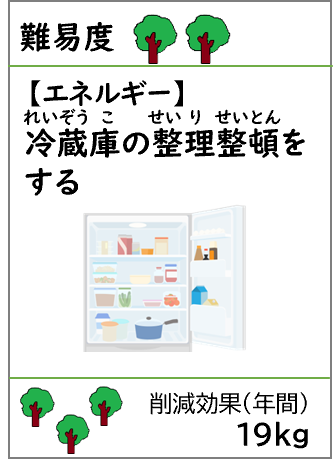 難易度
【エネルギー】
れいぞう こ せい り せいとん
冷蔵庫の整理整頓を
する
削減効果(年間)
19kg